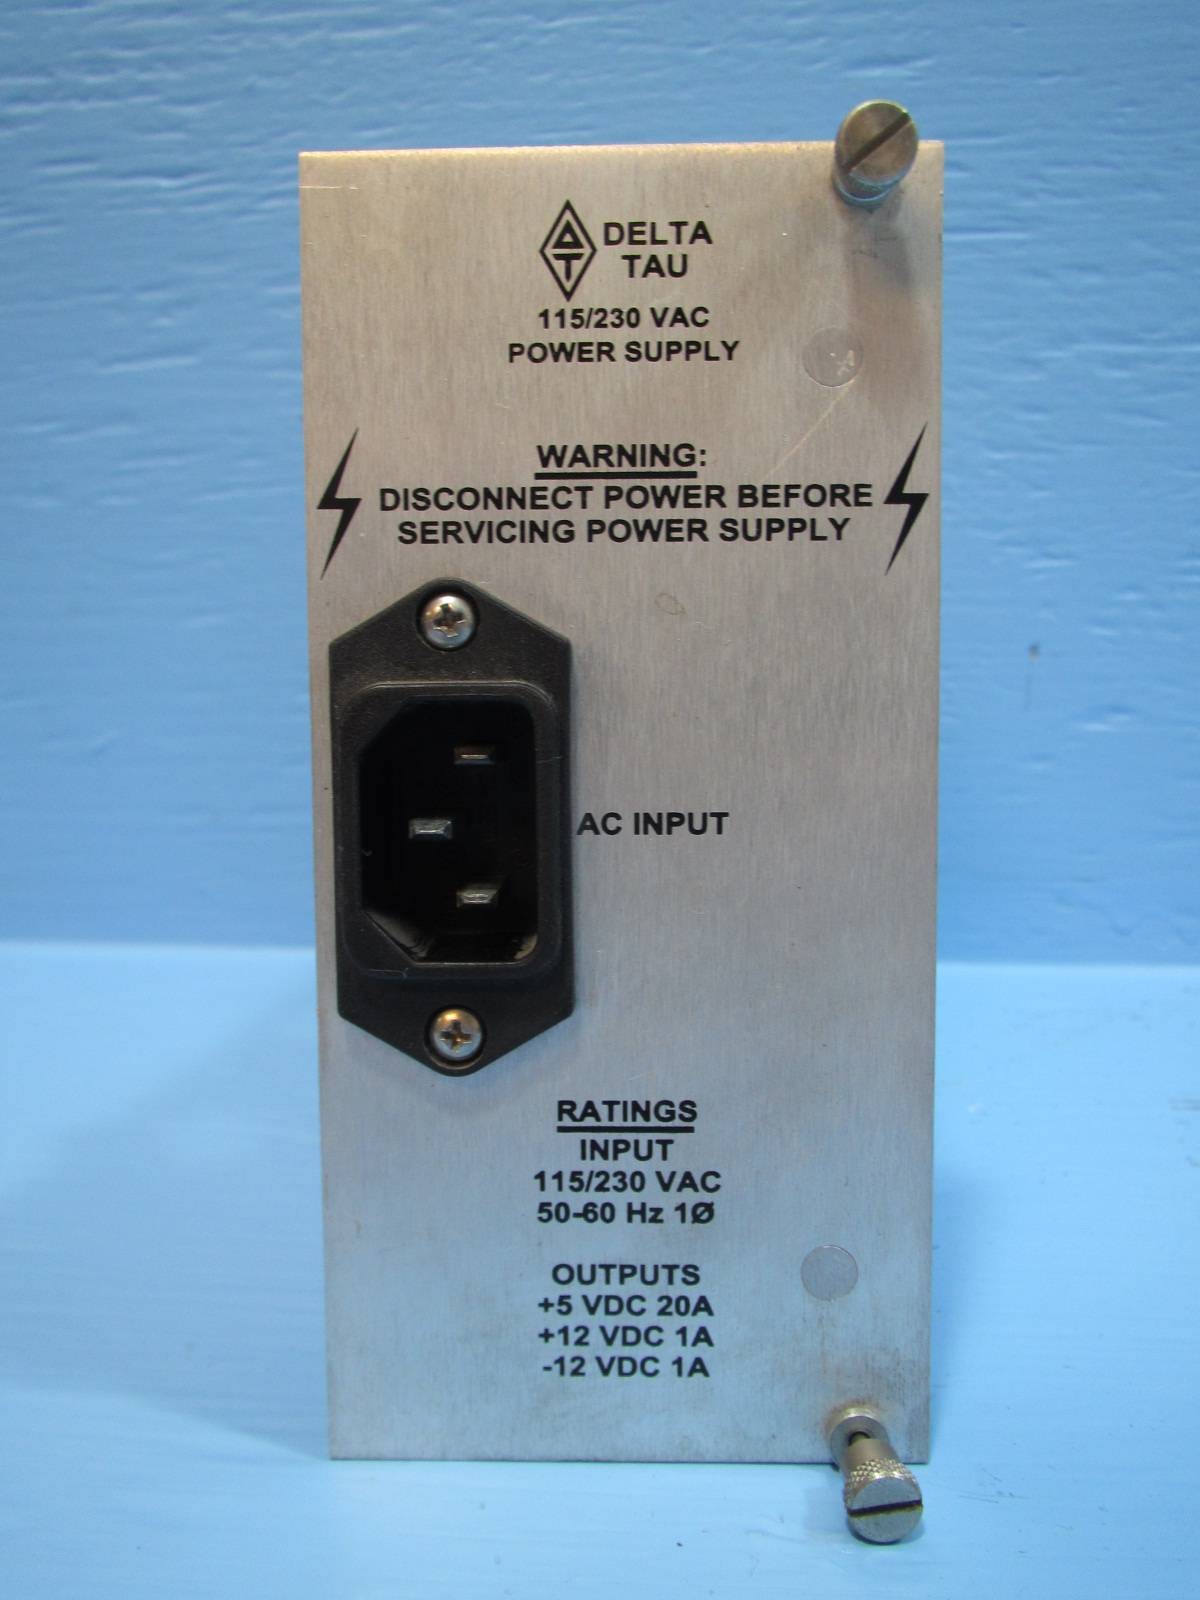 DELTA
TAU
115/230 VAC
POWER SUPPLY
WARNING:
DISCONNECT POWER BEFORE
SERVICING POWER SUPPLY
AC INPUT
RATINGS
INPUT
115/230 VAC
50-60 Hz 1Ø
OUTPUTS
+5 VDC 20A
+12 VDC 1A
-12 VDC 1A